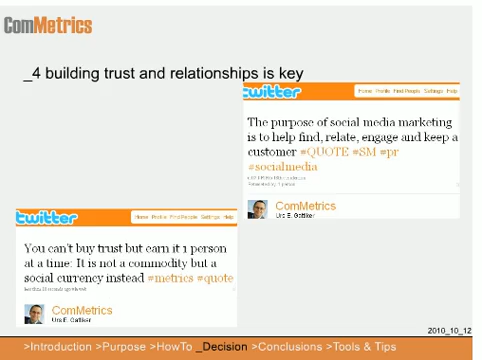 ComMetrics
_4 building trust and relationships is key
twitter
Home Profile Find People Settings Help
The purpose of social media marketing
is to help find, relate, engage and keep a
customer #QUOTE #SM #pr
#socialmedia
ComMetrics
Urs E. Gattiker
twitter
Home Profile Find People Settings Help
You can't buy trust but earn it 1 person
at a time: It is not a commodity but a
social currency instead #metrics #quote
ComMetrics
Urs E. Gattiker
2010_10_12
>Introduction >Purpose >HowTo _Decision >Conclusions >Tools & Tips